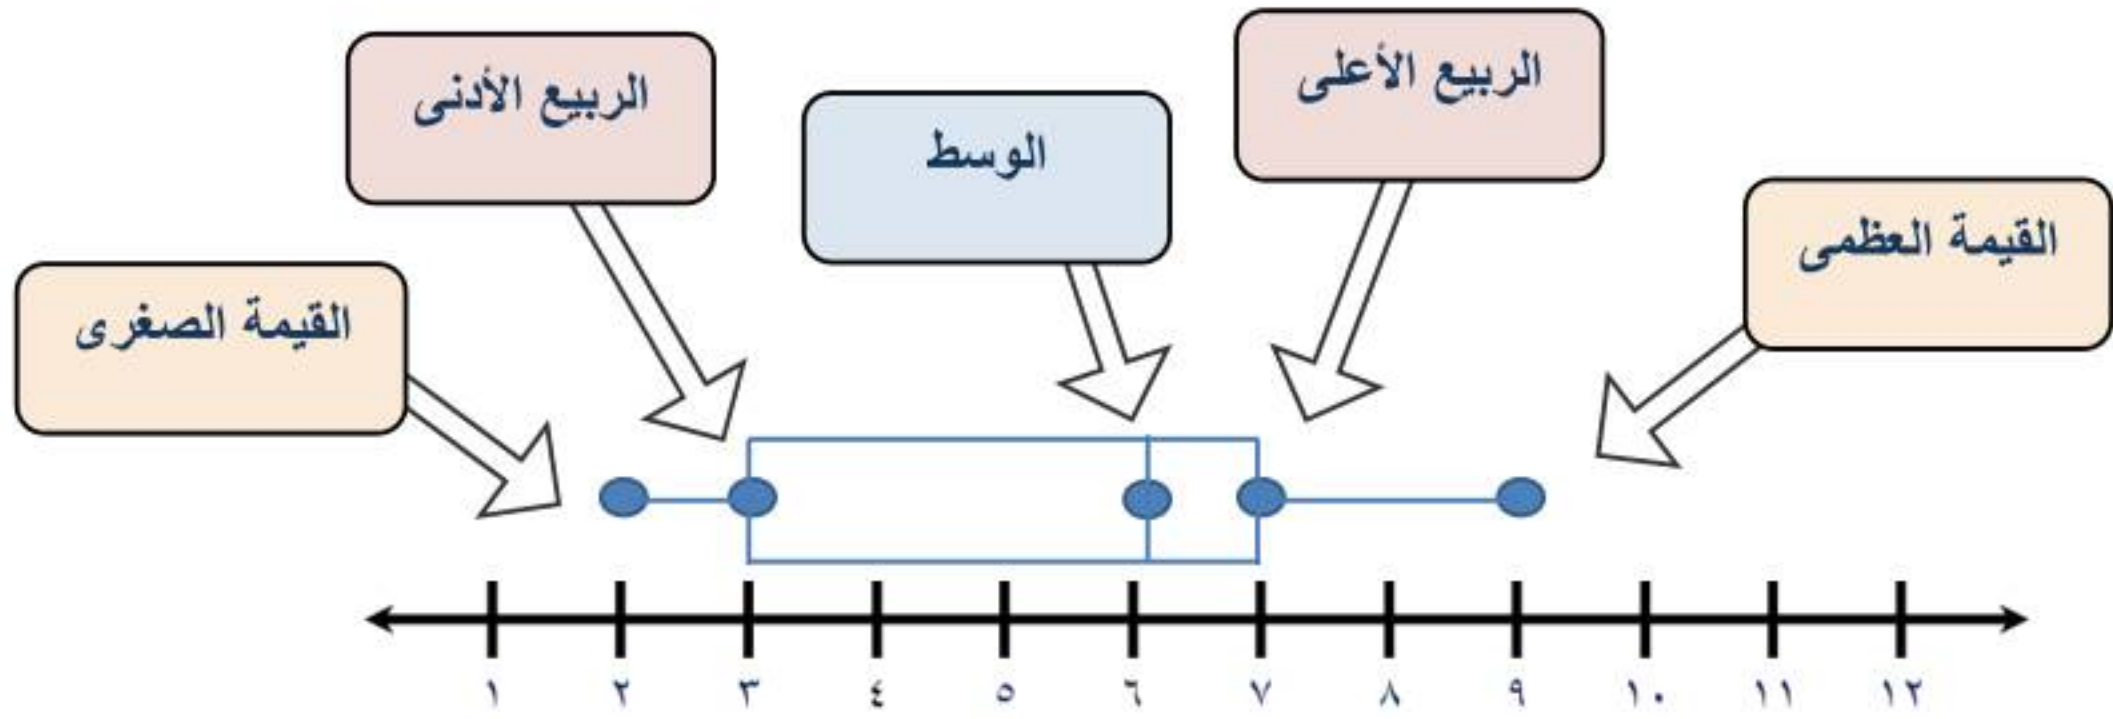 الربيع الأعلى
الربيع الأدنى
الوسط
القيمة العظمى
القيمة الصغرى
١ ٢ ٣ ٤ ٥ ٦ ٧ ٨ ٩ ١٠ ١١ ١٢